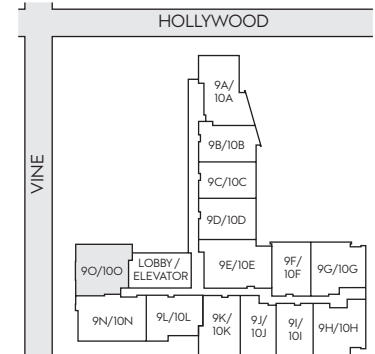 HOLLYWOOD
VINE
9A/
10A
9B/10B
9C/10C
9D/10D
9O/10O
LOBBY/
ELEVATOR
9E/10E
9F/
10F
9G/10G
9N/10N
9L/10L
9K/
10K
9J/
10J
9I/
10I
9H/10H